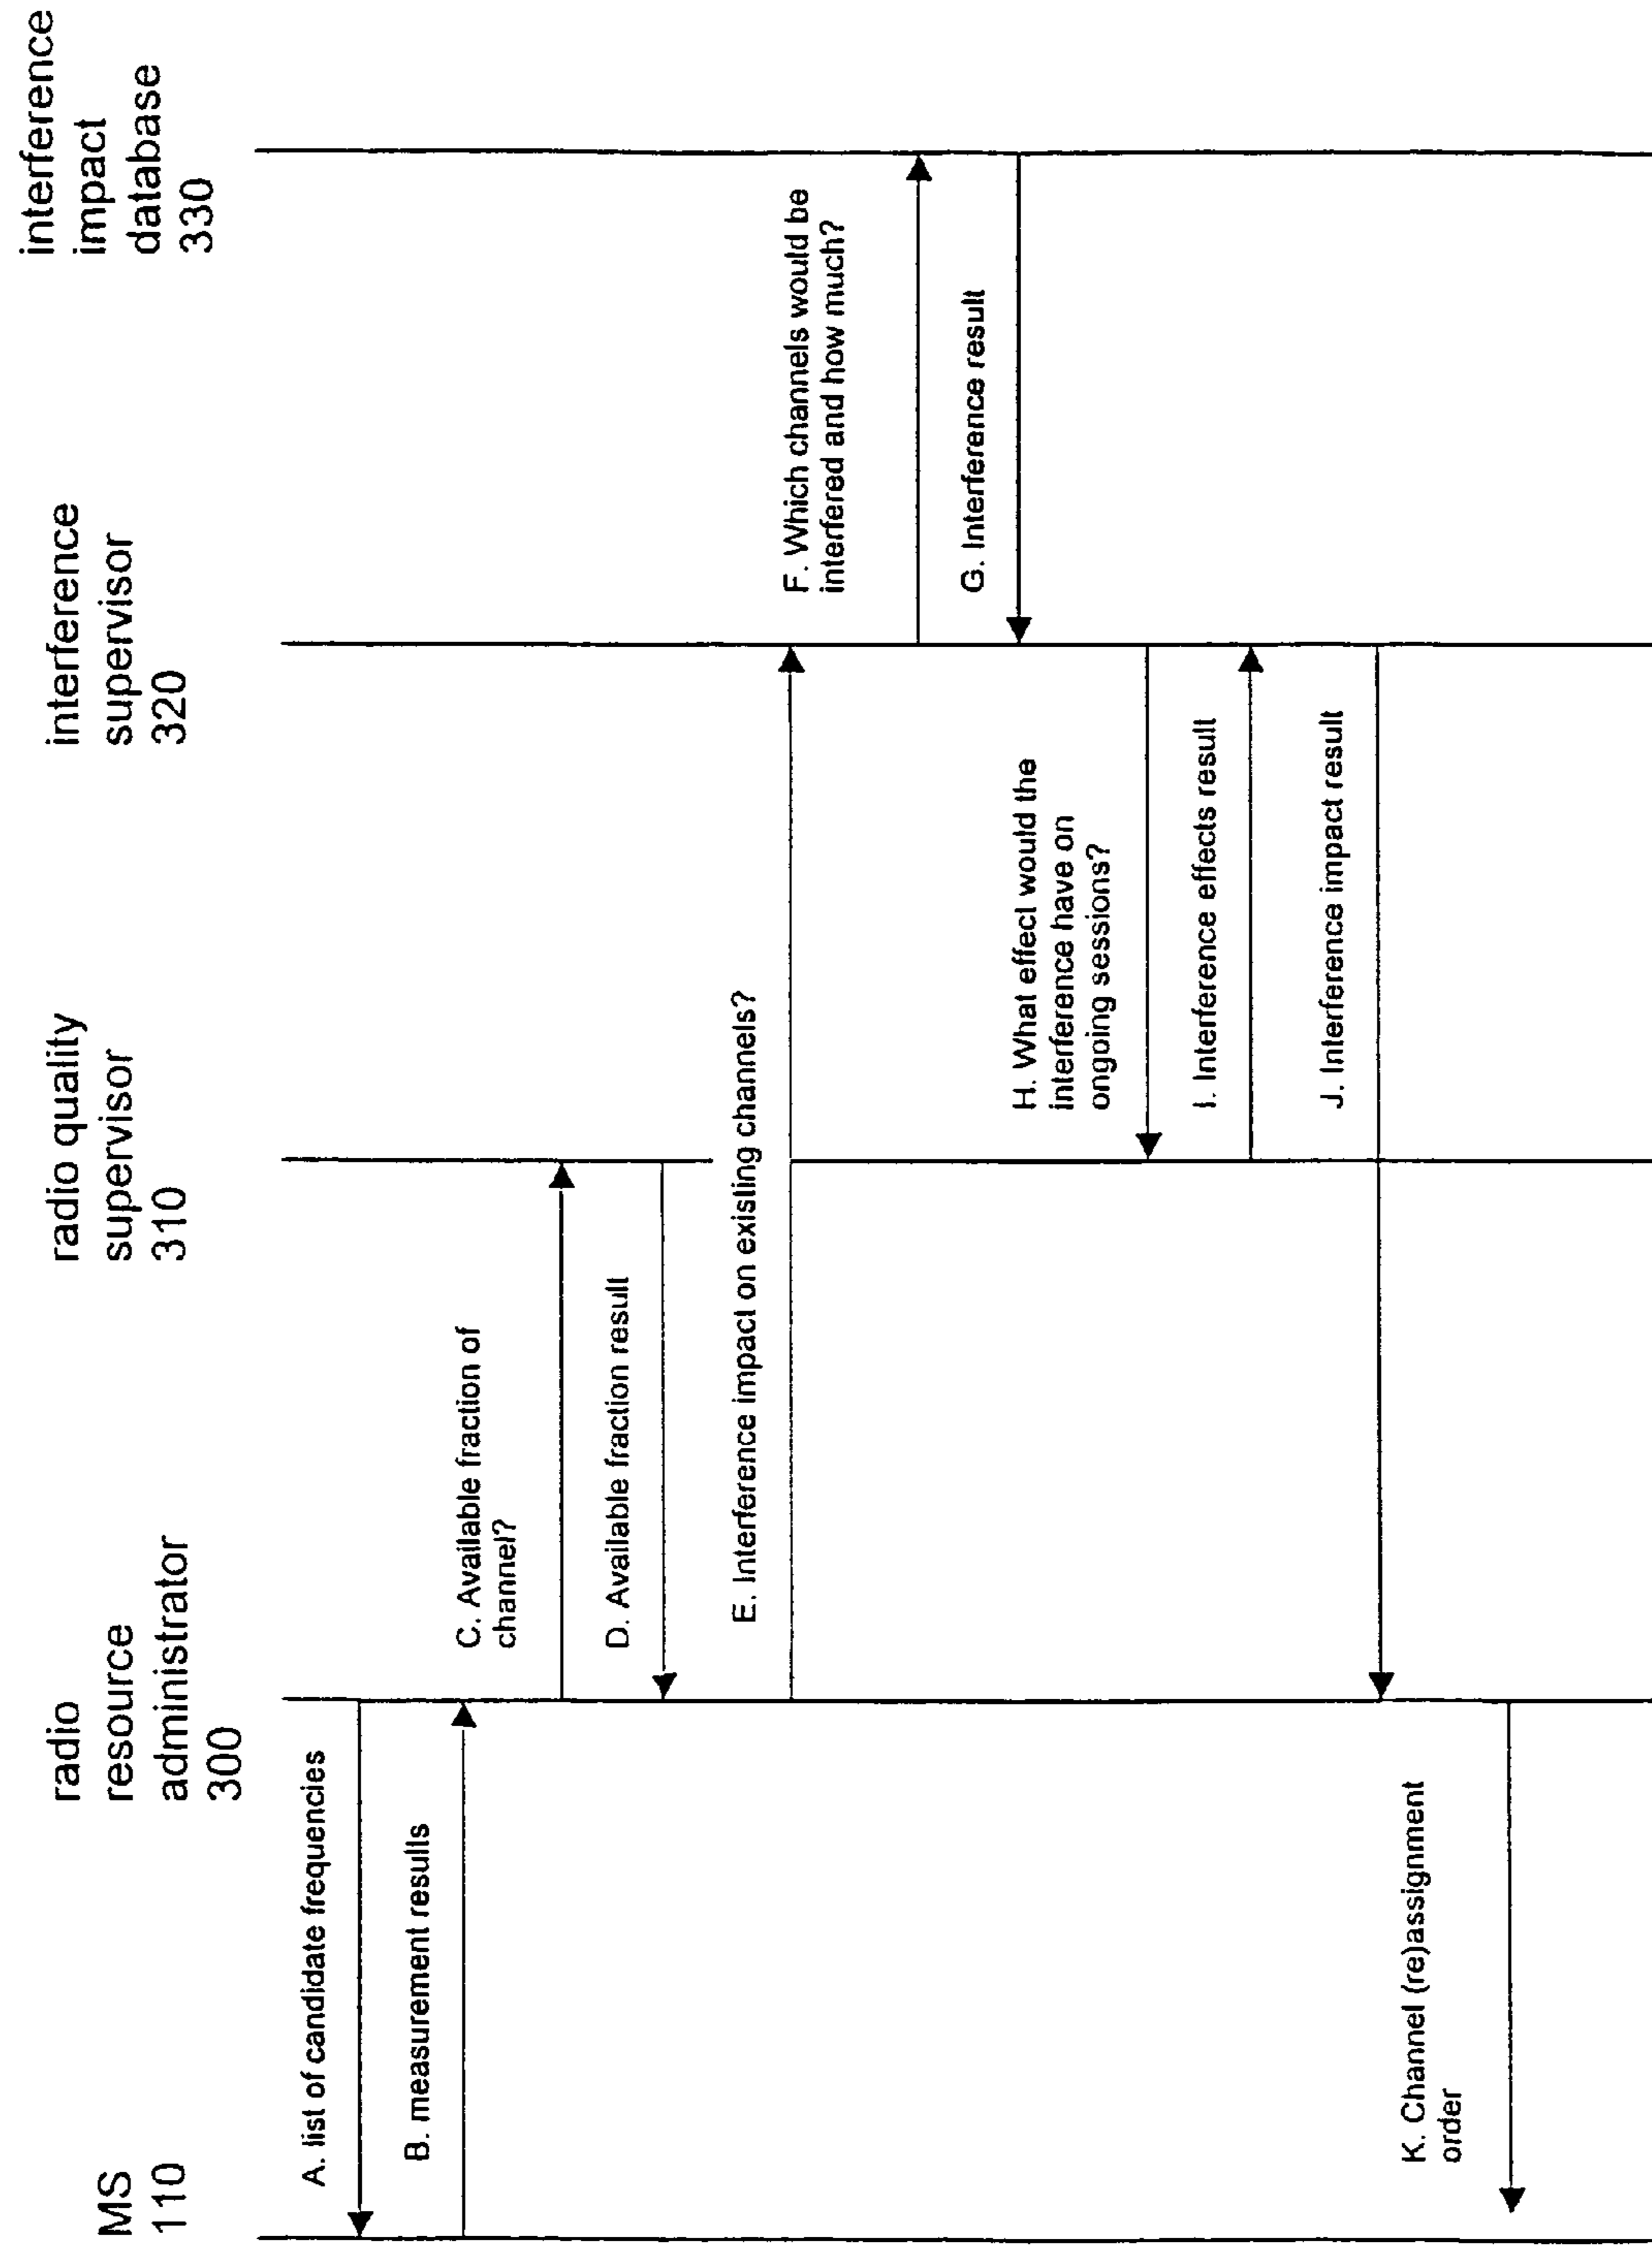 MS
110
radio
resource
administrator
300
radio quality
supervisor
310
interference
supervisor
320
interference
impact
database
330
A. list of candidate frequencies
B. measurement results
C. Available fraction of
channel?
D. Available fraction result
E. Interference impact on existing channels?
F. Which channels would be
interfered and how much?
G. Interference result
H. What effect would the
interference have on
ongoing sessions?
I. Interference effects result
J. Interference impact result
K. Channel (re)assignment
order